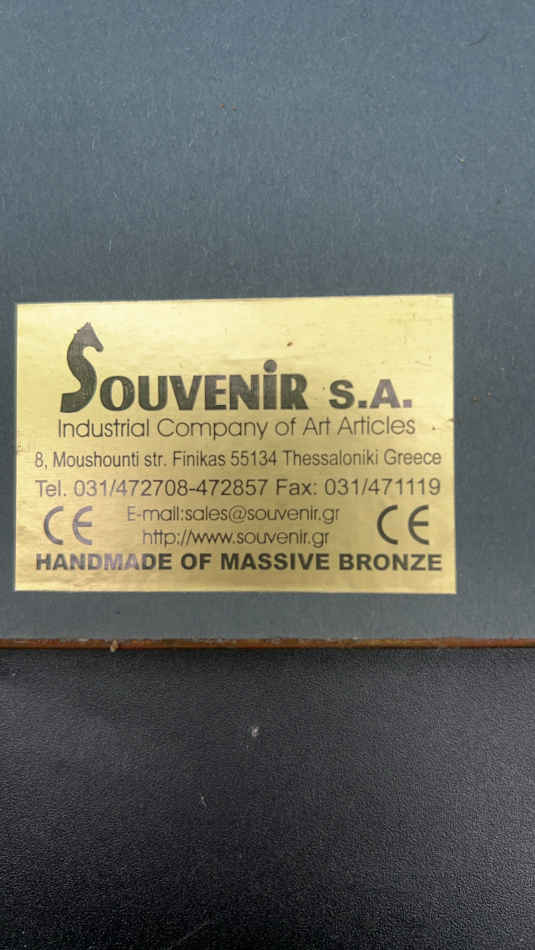 SOUVENiR S.A.
Industrial Company of Art Articles
8, Moushounti str. Finikas 55134 Thessaloniki Greece
Tel. 031/472708-472857 Fax: 031/471119
CE E-mail:sales@souvenir.gr CE
http://www.souvenir.gr
HANDMADE OF MASSIVE BRONZE